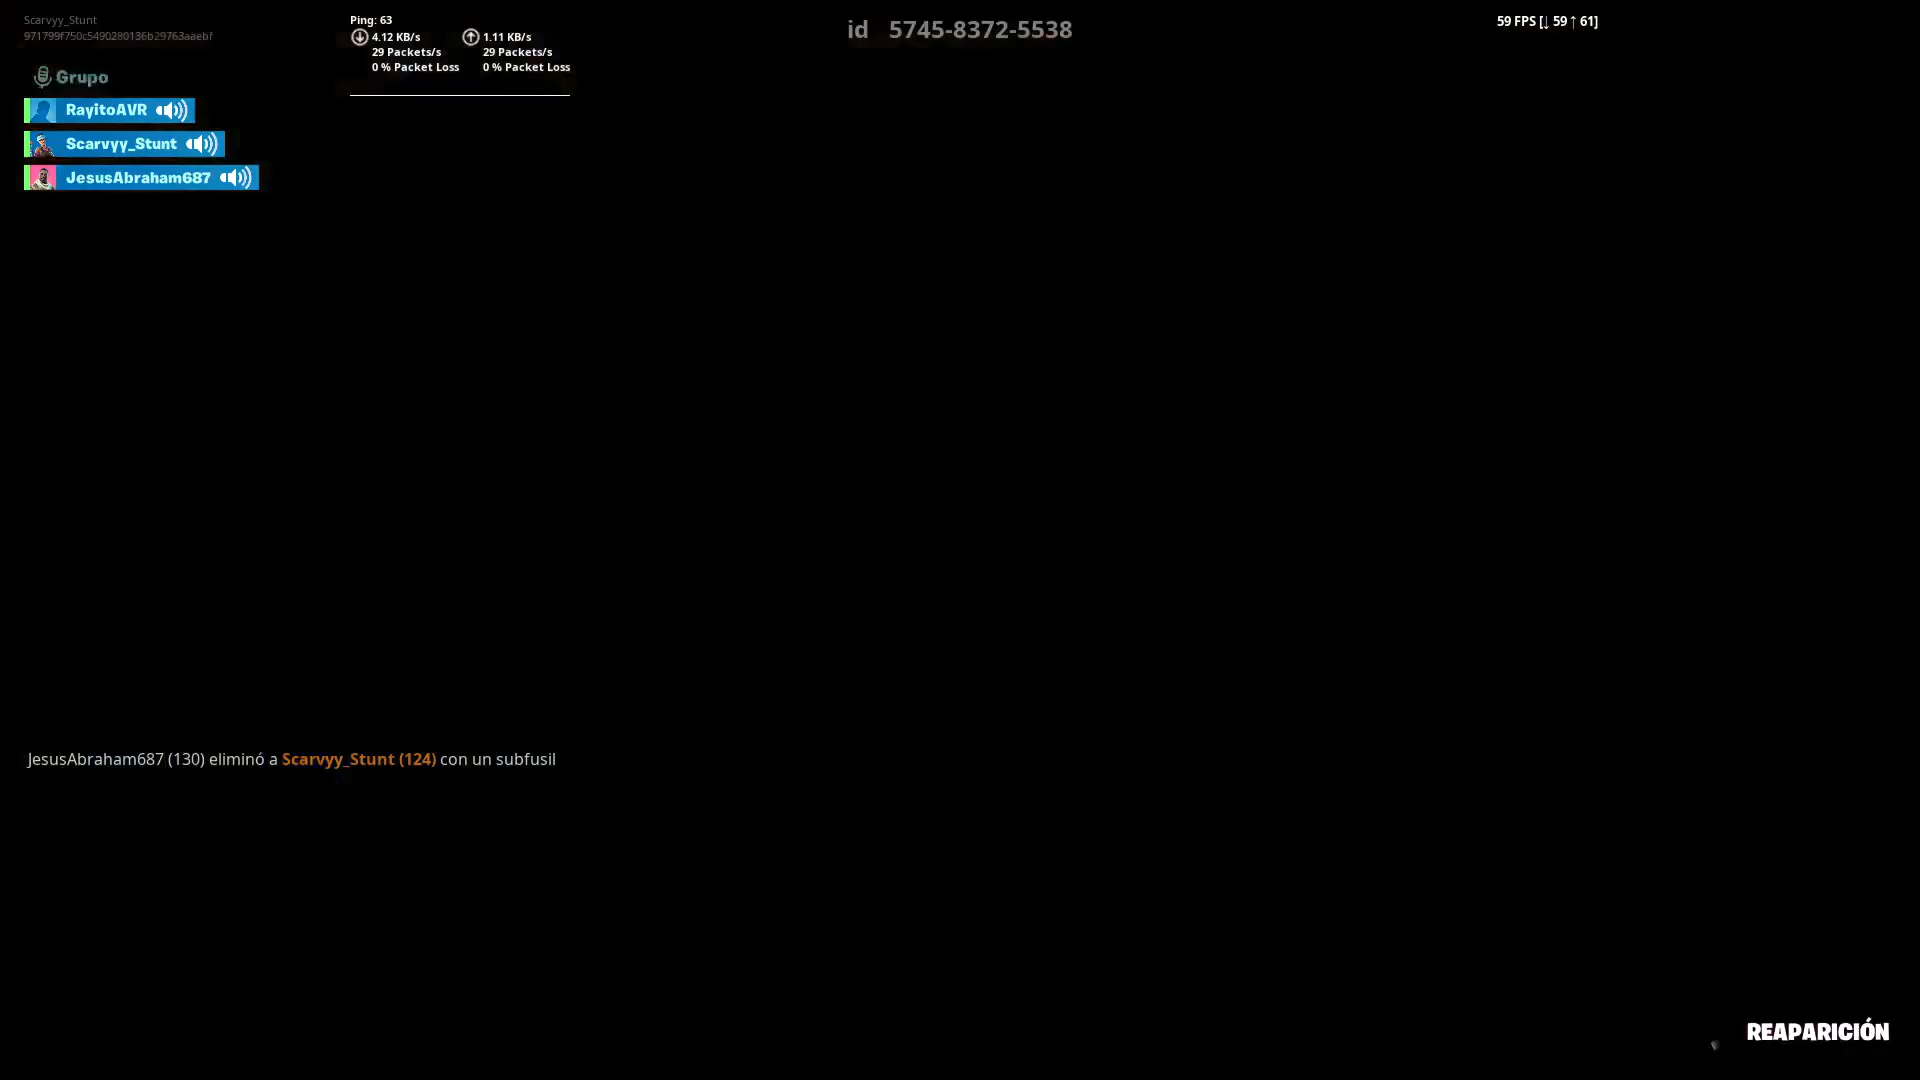 Scarvyy_Stunt
971799f750c5490280136b29763aaebf
Ping: 63
4.12 KB/s 1.11 KB/s
29 Packets/s 29 Packets/s
0 % Packet Loss 0 % Packet Loss
id 5745-8372-5538
59 FPS [↓ 59 ↑ 61]
Grupo
RayitoAVR
Scarvyy_Stunt
JesusAbraham687
JesusAbraham687 (130) eliminó a Scarvyy_Stunt (124) con un subfusil
REAPARICIÓN